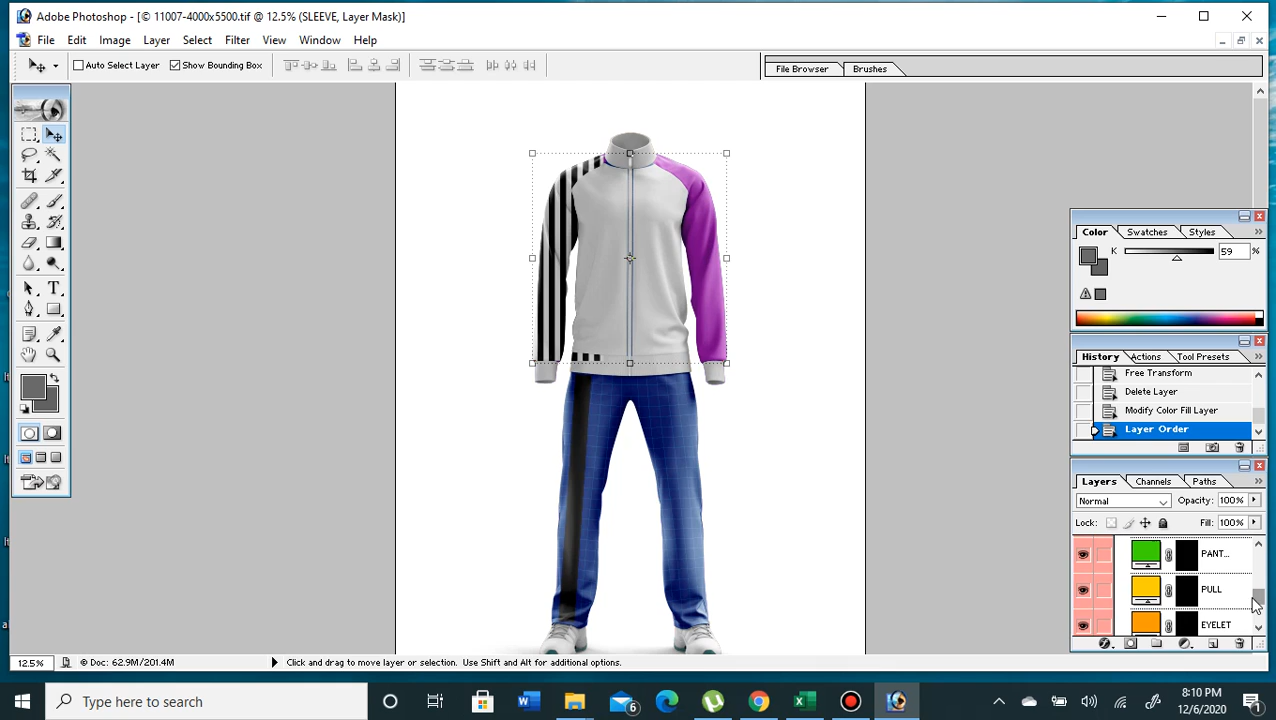 Adobe Photoshop - [© 11007-4000x5500.tif @ 12.5% (SLEEVE, Layer Mask)]
File Edit Image Layer Select Filter View Window Help
Auto Select Layer Show Bounding Box File Browser Brushes
Color Swatches Styles
K 59 %
History Actions Tool Presets
Free Transform
Delete Layer
Modify Color Fill Layer
Layer Order
Layers Channels Paths
Normal Opacity: 100%
Lock: Fill: 100%
PANT...
PULL
EYELET
12.5% Doc: 62.9M/201.4M Click and drag to move layer or selection. Use Shift and Alt for additional options.
Type here to search
6
8:10 PM
12/6/2020
1